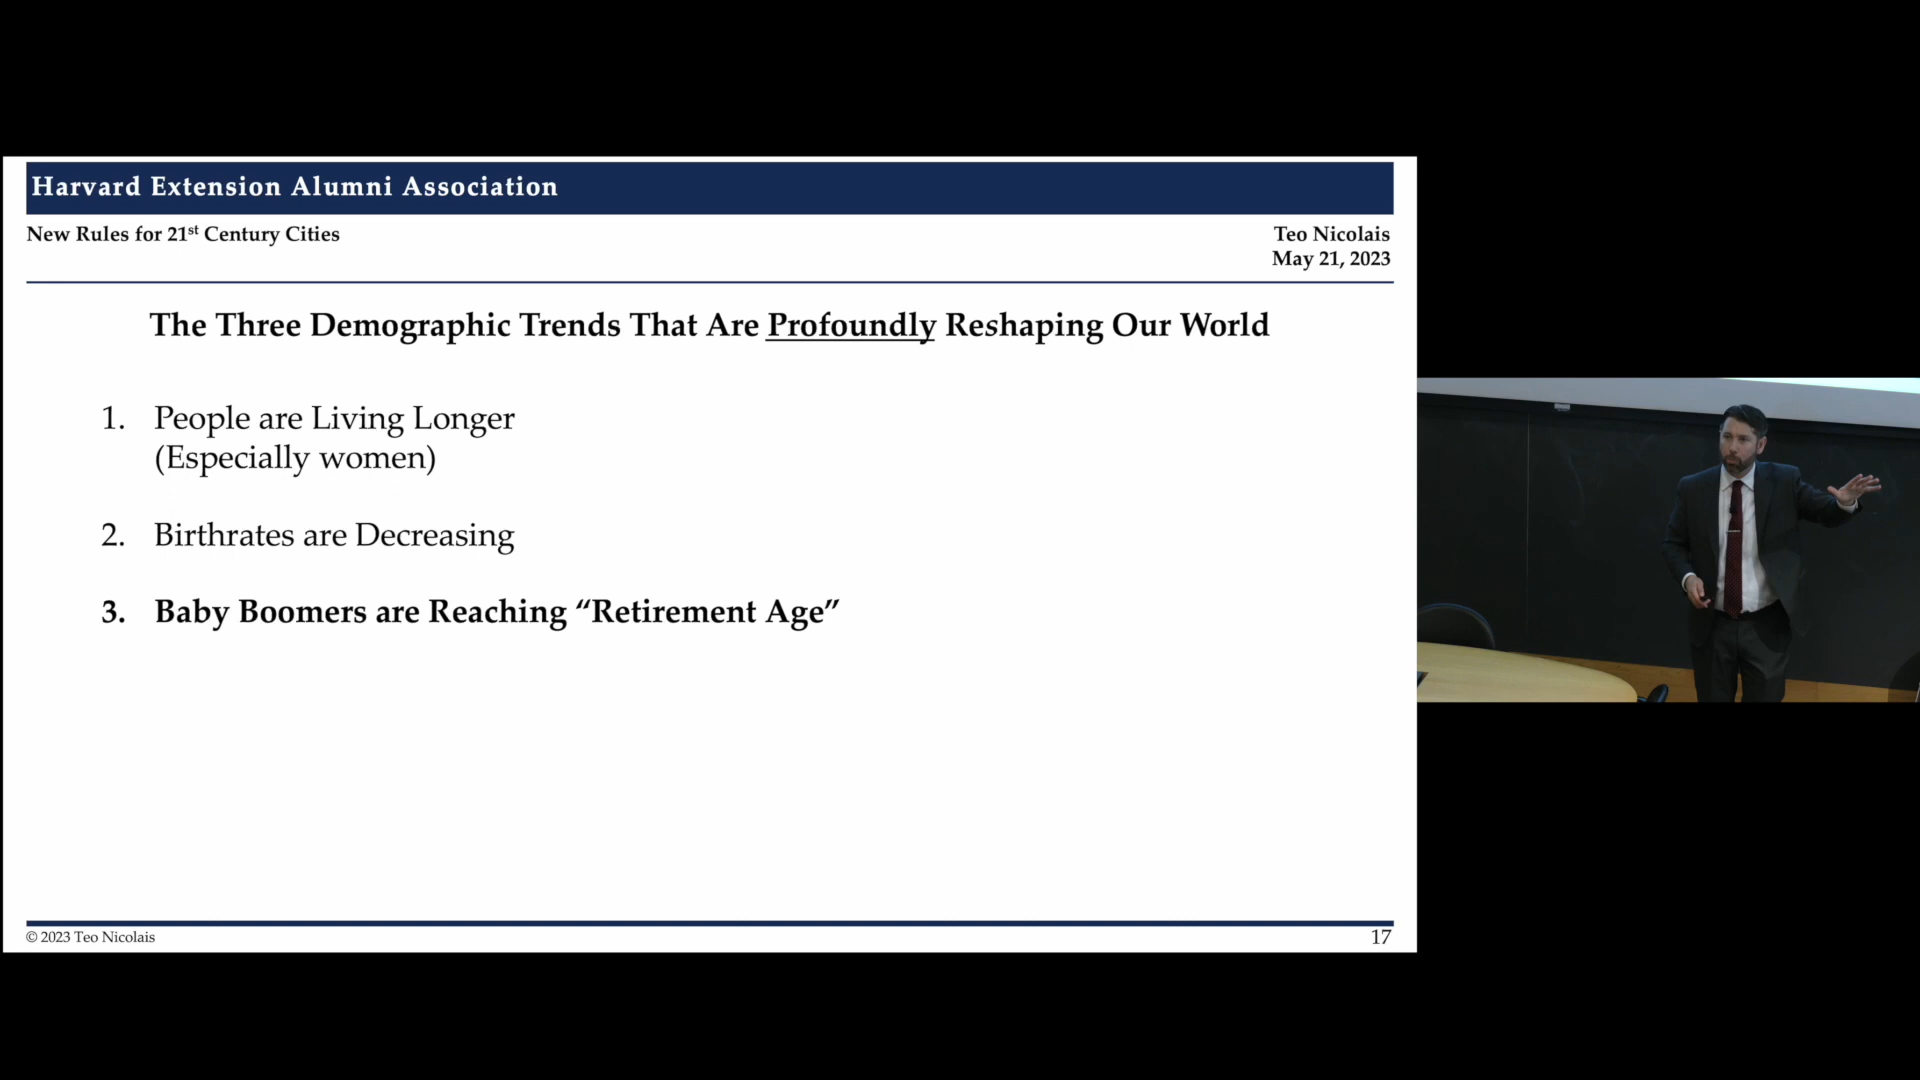 Harvard Extension Alumni Association
New Rules for 21st Century Cities
Teo Nicolais
May 21, 2023
The Three Demographic Trends That Are Profoundly Reshaping Our World
1. People are Living Longer
(Especially women)
2. Birthrates are Decreasing
3. Baby Boomers are Reaching “Retirement Age”
© 2023 Teo Nicolais
17